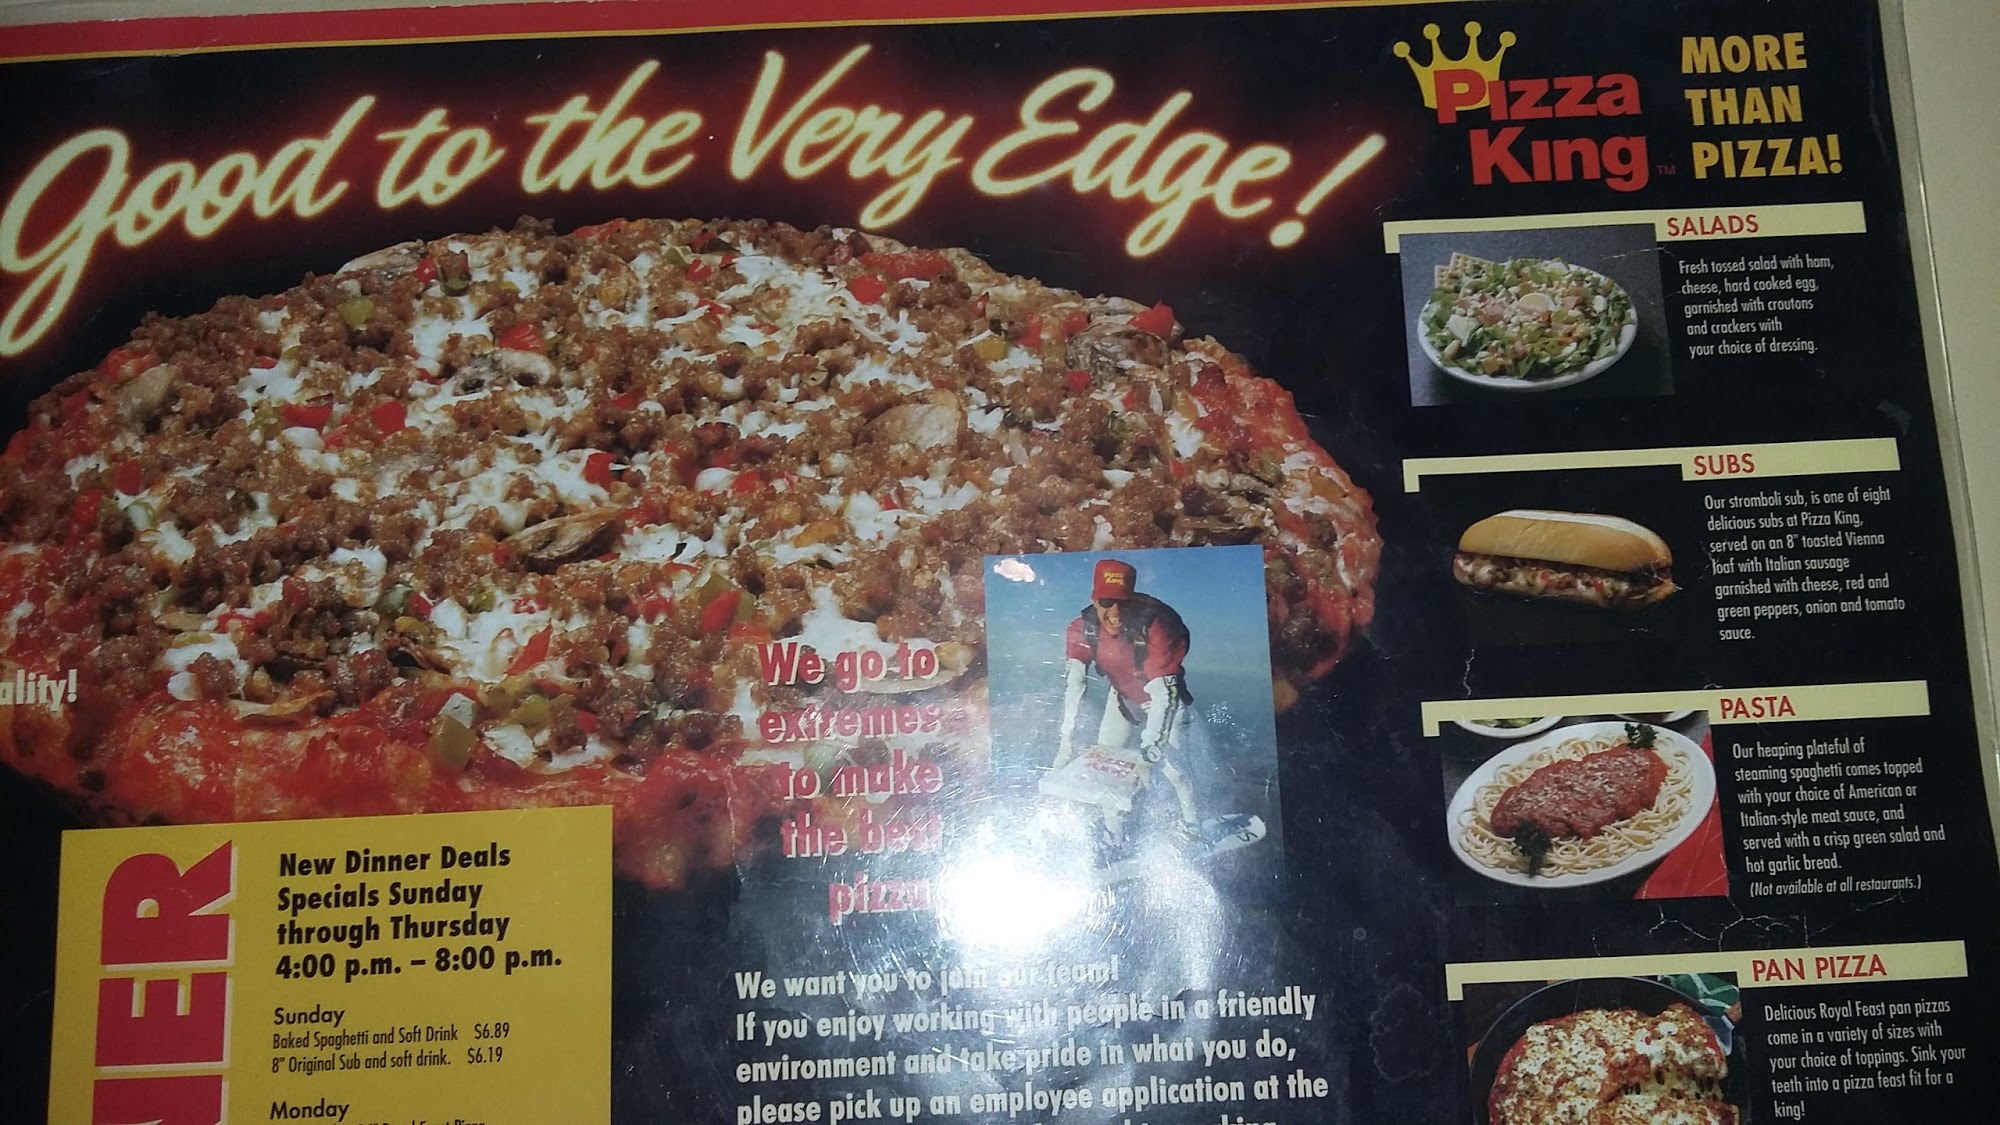 Good to the Very Edge!
Pizza
King™
MORE
THAN
PIZZA!
SALADS
Fresh tossed salad with ham,
cheese, hard cooked egg,
garnished with croutons
and crackers with
your choice of dressing.
SUBS
Our stromboli sub, is one of eight
delicious subs at Pizza King,
served on an 8" toasted Vienna
loaf with Italian sausage
garnished with cheese, red and
green peppers, onion and tomato
sauce.
PASTA
Our heaping plateful of
steaming spaghetti comes topped
with your choice of American or
Italian-style meat sauce, and
served with a crisp green salad and
hot garlic bread.
(Not available at all restaurants.)
PAN PIZZA
Delicious Royal Feast pan pizzas
come in a variety of sizes with
your choice of toppings. Sink your
teeth into a pizza feast fit for a
king!
ality!
We go to
extremes
to make
the best
pizza
Pizza
King
We want you to join our team!
If you enjoy working with people in a friendly
environment and take pride in what you do,
please pick up an employee application at the
NER
New Dinner Deals
Specials Sunday
through Thursday
4:00 p.m. – 8:00 p.m.
Sunday
Baked Spaghetti and Soft Drink $6.89
8" Original Sub and soft drink. $6.19
Monday